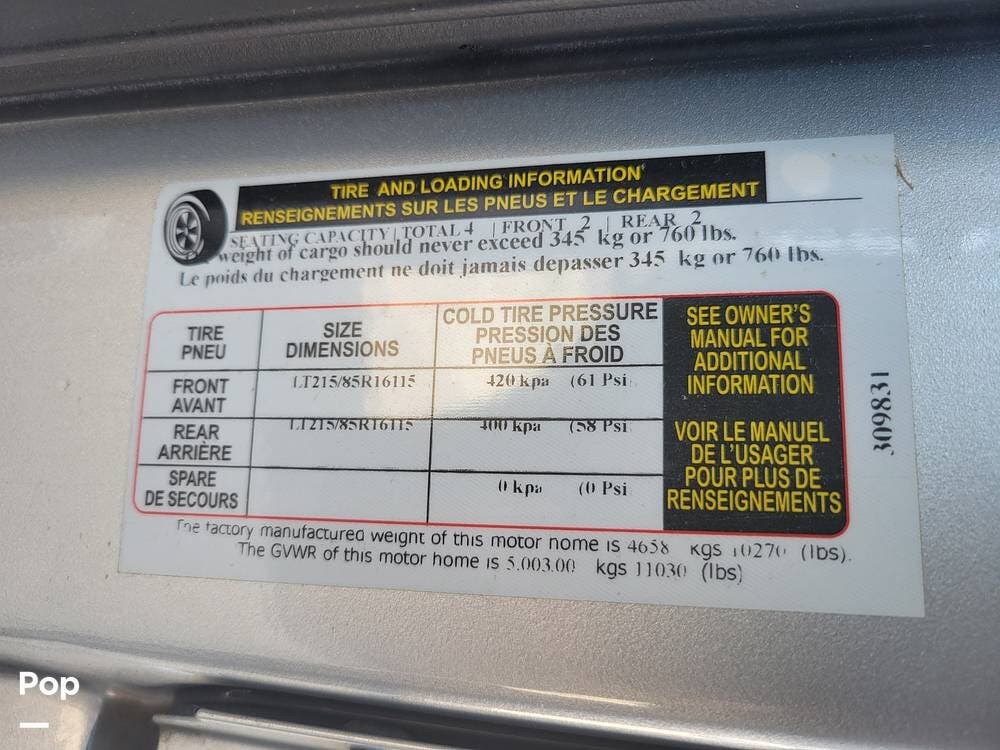 TIRE AND LOADING INFORMATION
RENSEIGNEMENTS SUR LES PNEUS ET LE CHARGEMENT
SEATING CAPACITY | TOTAL 4 | FRONT 2 | REAR 2
weight of cargo should never exceed 345 kg or 760 lbs.
Le poids du chargement ne doit jamais depasser 345 kg or 760 lbs.
TIRE
PNEU
SIZE
DIMENSIONS
COLD TIRE PRESSURE
PRESSION DES
PNEUS À FROID
FRONT
AVANT
LT215/85R16115
420 kpa (61 Psi
REAR
ARRIÈRE
LT215/85R16115
400 kpa (58 Psi
SPARE
DE SECOURS
0 kpa (0 Psi
SEE OWNER'S
MANUAL FOR
ADDITIONAL
INFORMATION
VOIR LE MANUEL
DE L'USAGER
POUR PLUS DE
RENSEIGNEMENTS
309831
The factory manufactured weight of this motor home is 4658 kgs 10270 (lbs).
The GVWR of this motor home is 5.003.00 kgs 11030 (lbs)
Pop